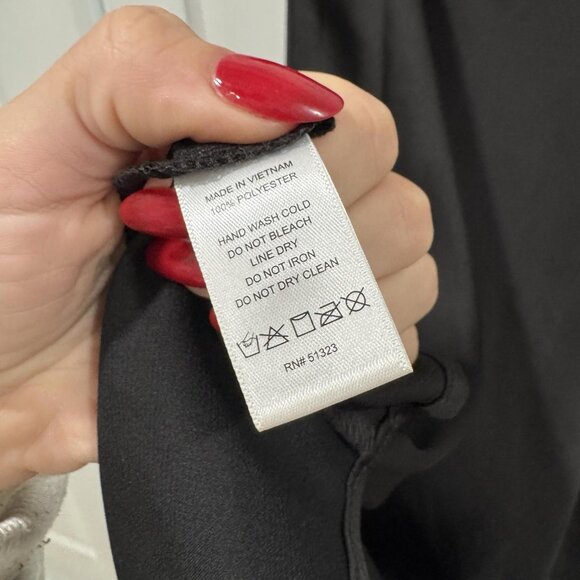 MADE IN VIETNAM
100% POLYESTER
HAND WASH COLD
DO NOT BLEACH
LINE DRY
DO NOT IRON
DO NOT DRY CLEAN
RN# 51323